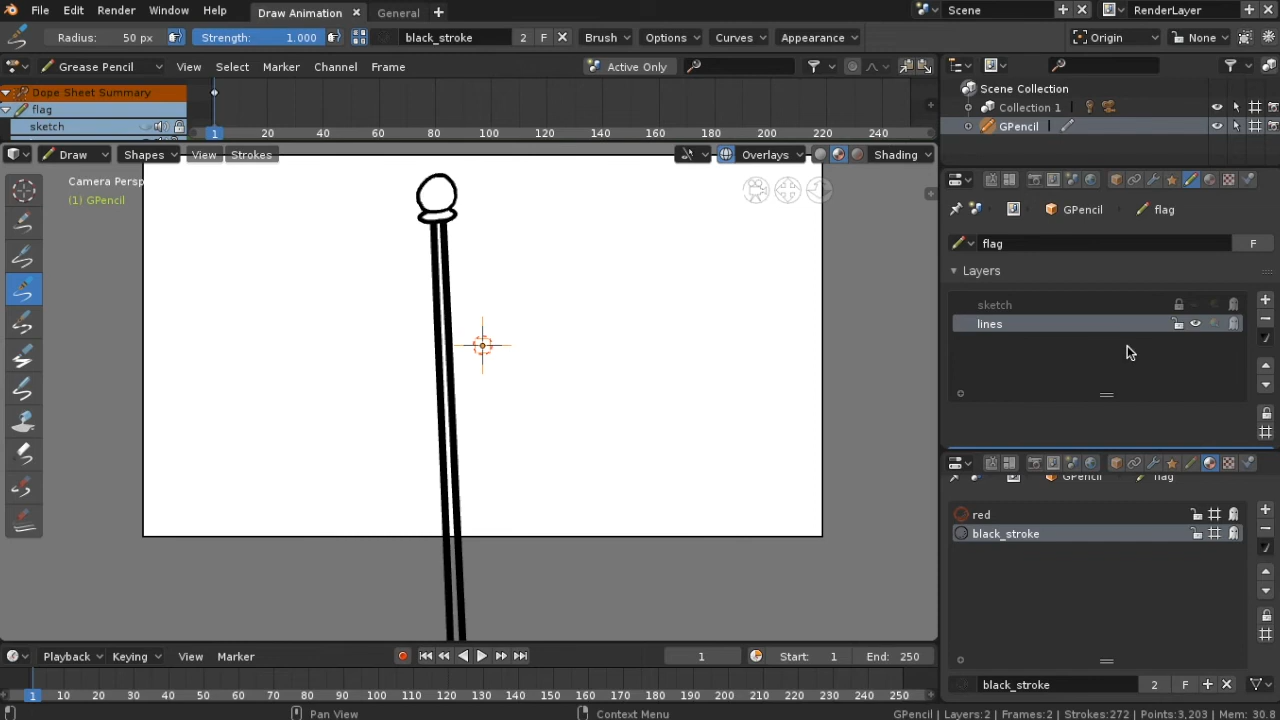 File Edit Render Window Help Draw Animation General Scene RenderLayer
Radius: 50 px Strength: 1.000 black_stroke 2 F Brush Options Curves Appearance Origin None
Grease Pencil View Select Marker Channel Frame Active Only
Dope Sheet Summary
flag
sketch
1 20 40 60 80 100 120 140 160 180 200 220 240
Draw Shapes View Strokes Overlays Shading
Camera Persp
(1) GPencil
Scene Collection
Collection 1
GPencil
GPencil flag
flag F
Layers
sketch
lines
GPencil flag
red
black_stroke
black_stroke 2 F
Playback Keying View Marker 1 Start: 1 End: 250
1 10 20 30 40 50 60 70 80 90 100 110 120 130 140 150 160 170 180 190 200 210 220 230 240 250
Pan View Context Menu GPencil | Layers:2 | Frames:2 | Strokes:272 | Points:3,203 | Mem: 30.8